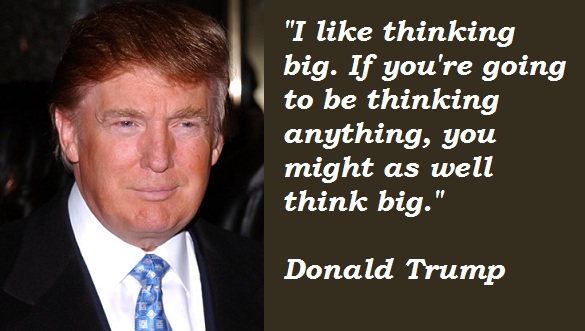 "I like thinking
big. If you're going
to be thinking
anything, you
might as well
think big."
Donald Trump